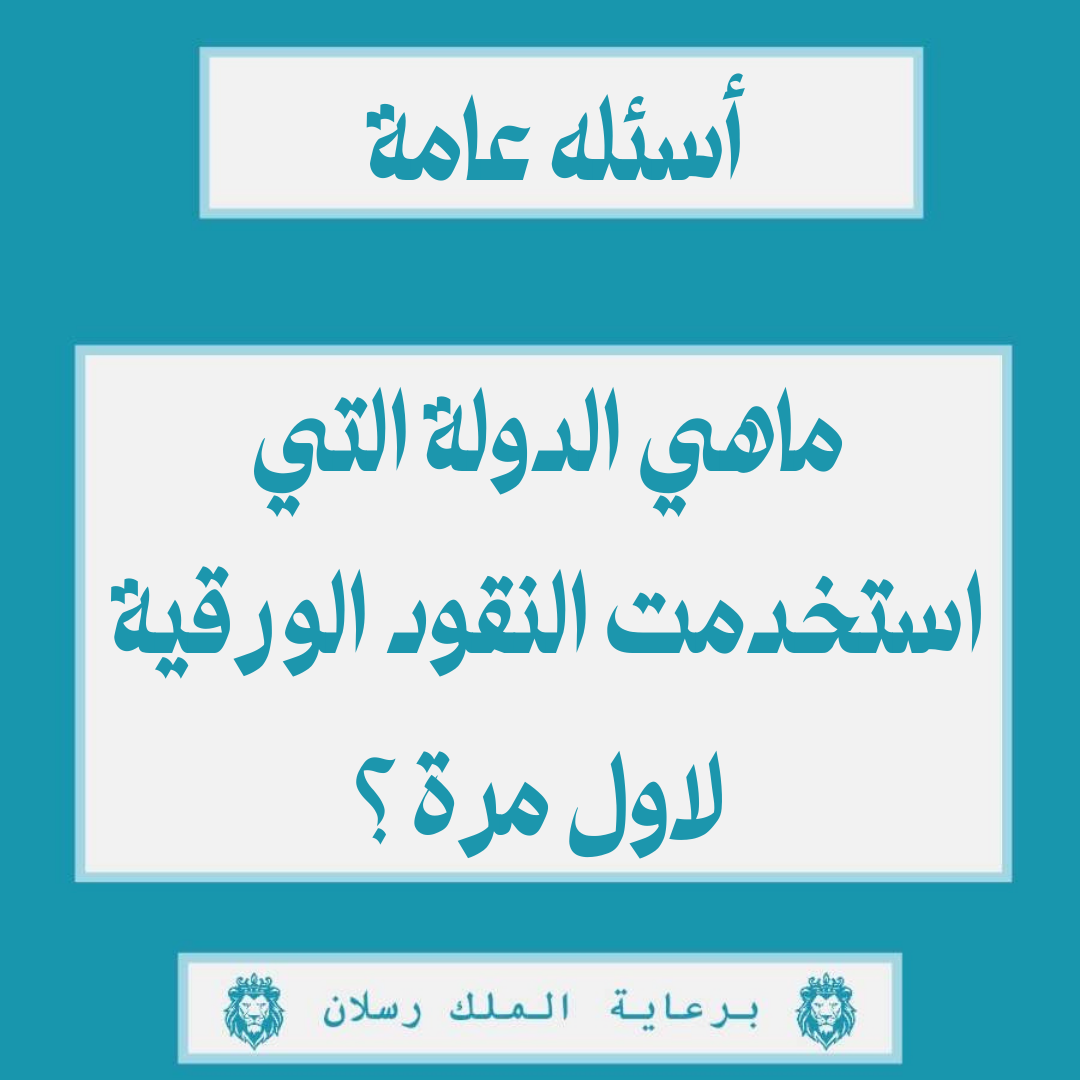 أسئله عامة
ماهي الدولة التي
استخدمت النقود الورقية
لاول مرة ؟
برعاية الملك رسلان